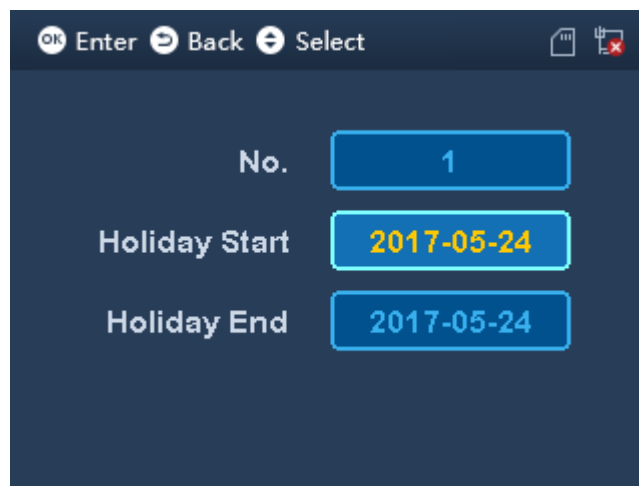 OK Enter Back Select
No. 1
Holiday Start 2017-05-24
Holiday End 2017-05-24